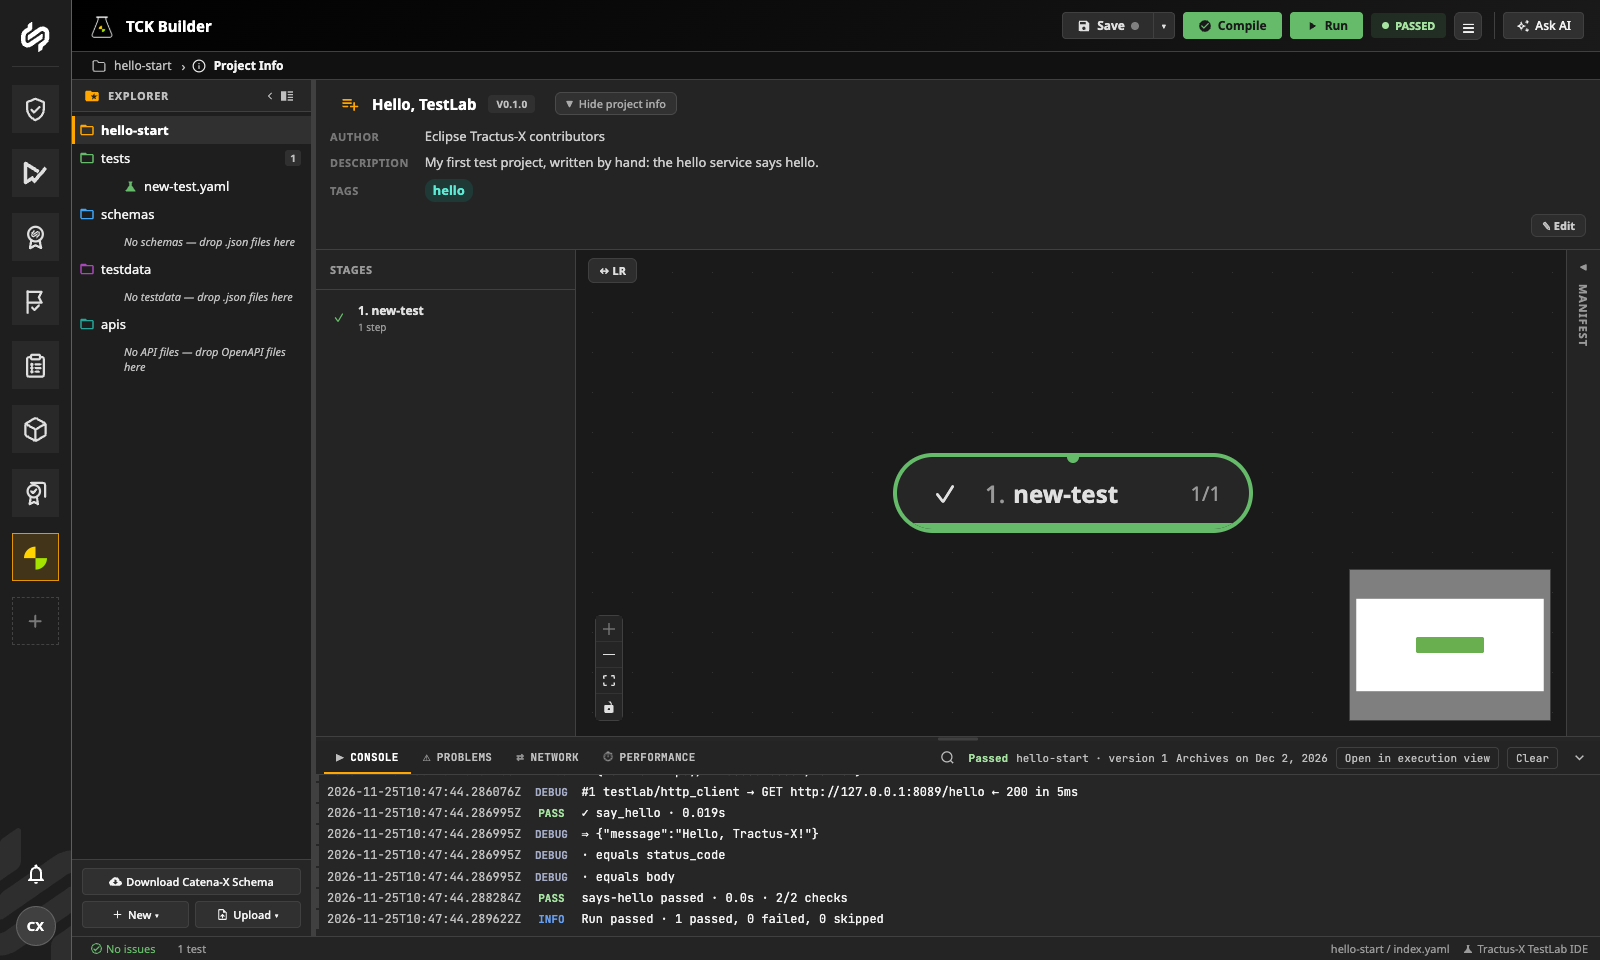 TCK Builder
Save
Compile
Run
PASSED
Ask AI
hello-start › Project Info
EXPLORER
hello-start
tests 1
new-test.yaml
schemas
No schemas — drop .json files here
testdata
No testdata — drop .json files here
apis
No API files — drop OpenAPI files
here
Download Catena-X Schema
+ New
Upload
CX
Hello, TestLab V0.1.0 ▼ Hide project info
AUTHOR Eclipse Tractus-X contributors
DESCRIPTION My first test project, written by hand: the hello service says hello.
TAGS hello
✎ Edit
STAGES
✓ 1. new-test
1 step
⇔ LR
✓ 1. new-test 1/1
MANIFEST
CONSOLE
PROBLEMS
NETWORK
PERFORMANCE
Passed hello-start · version 1 Archives on Dec 2, 2026
Open in execution view
Clear
2026-11-25T10:47:44.286076Z DEBUG #1 testlab/http_client → GET http://127.0.0.1:8089/hello ← 200 in 5ms
2026-11-25T10:47:44.286995Z PASS ✓ say_hello · 0.019s
2026-11-25T10:47:44.286995Z DEBUG ⇒ {"message":"Hello, Tractus-X!"}
2026-11-25T10:47:44.286995Z DEBUG · equals status_code
2026-11-25T10:47:44.286995Z DEBUG · equals body
2026-11-25T10:47:44.288284Z PASS says-hello passed · 0.0s · 2/2 checks
2026-11-25T10:47:44.289622Z INFO Run passed · 1 passed, 0 failed, 0 skipped
No issues 1 test
hello-start / index.yaml Tractus-X TestLab IDE